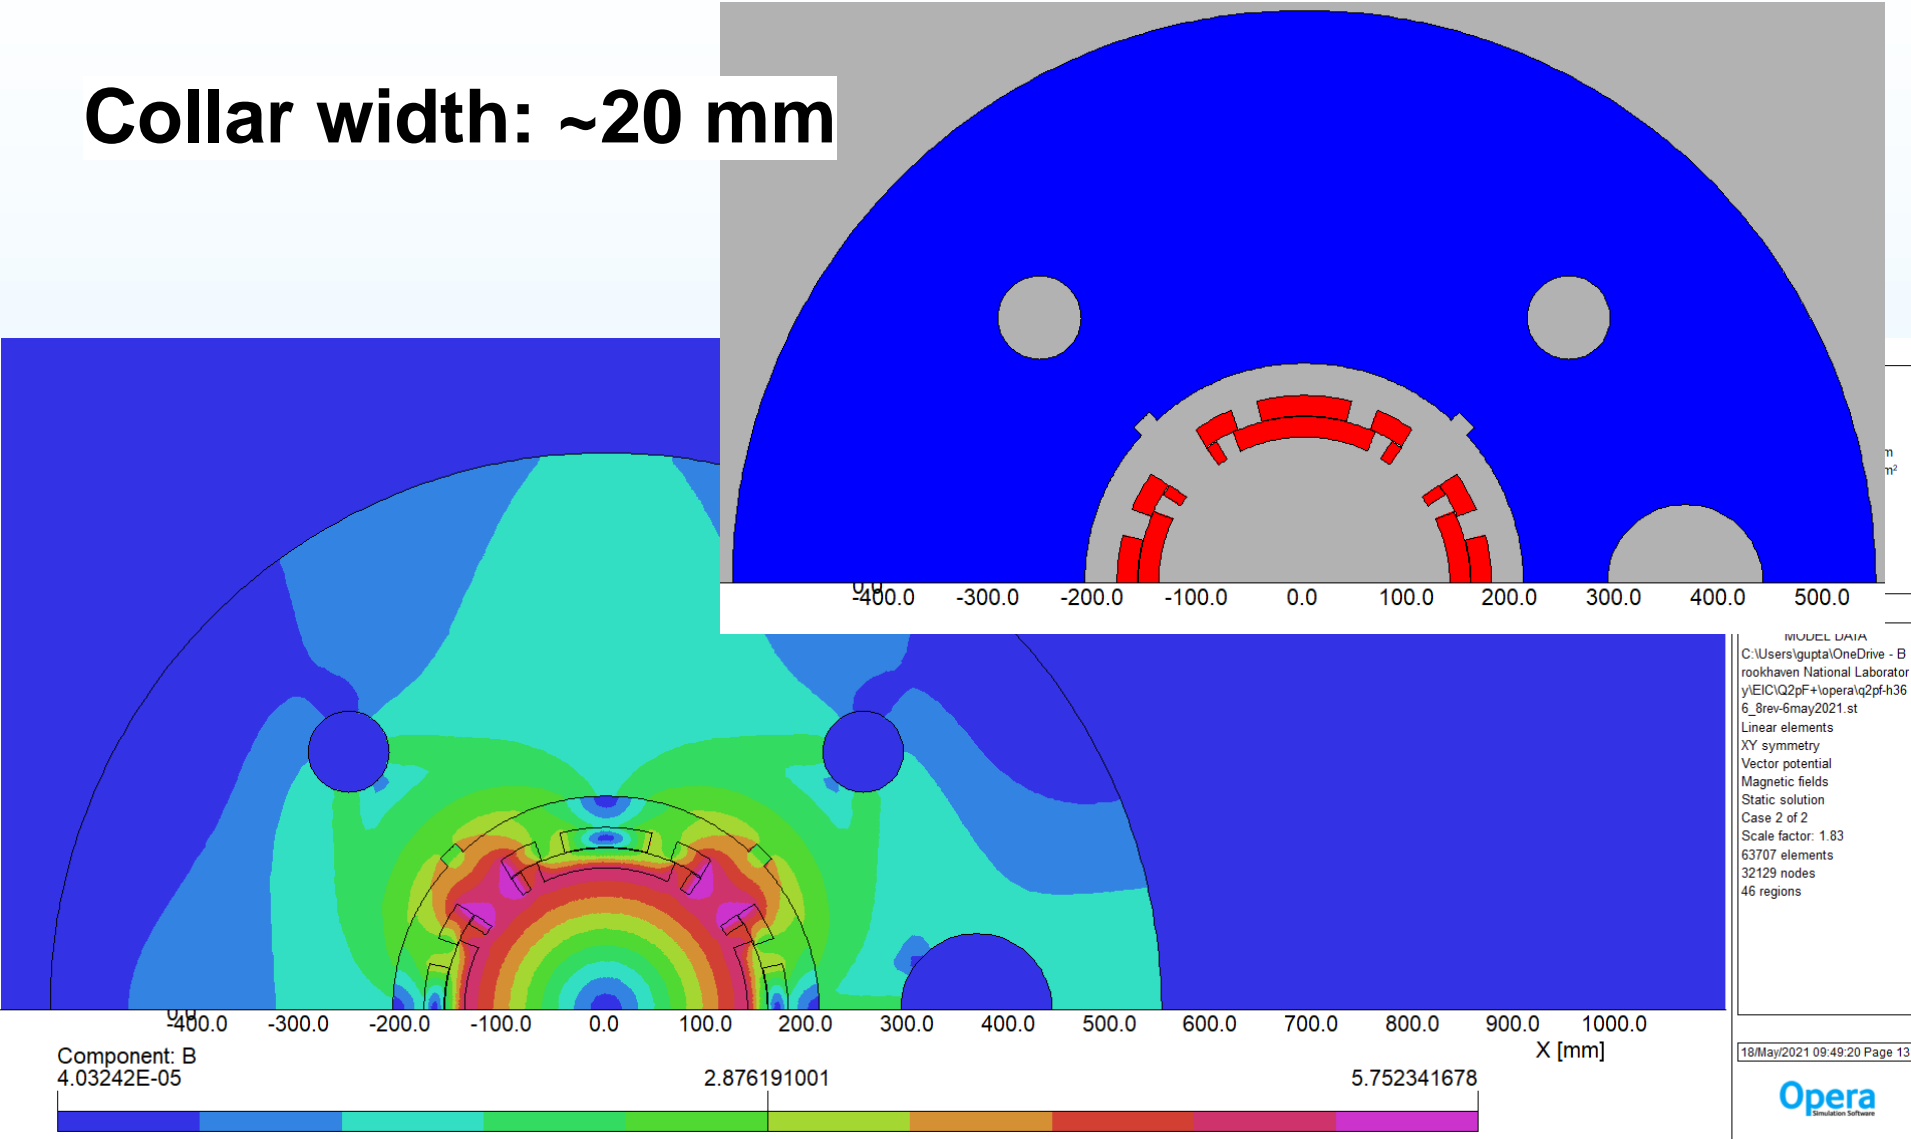 Collar width: ~20 mm
-400.0 -300.0 -200.0 -100.0 0.0 100.0 200.0 300.0 400.0 500.0
m
m²
MODEL DATA
C:\Users\gupta\OneDrive - B
rookhaven National Laborator
y\EIC\Q2pF+\opera\q2pf-h36
6_8rev-6may2021.st
Linear elements
XY symmetry
Vector potential
Magnetic fields
Static solution
Case 2 of 2
Scale factor: 1.83
63707 elements
32129 nodes
46 regions
-400.0 -300.0 -200.0 -100.0 0.0 100.0 200.0 300.0 400.0 500.0 600.0 700.0 800.0 900.0 1000.0
X [mm]
Component: B
4.03242E-05 2.876191001 5.752341678
18/May/2021 09:49:20 Page 13
Opera
Simulation Software